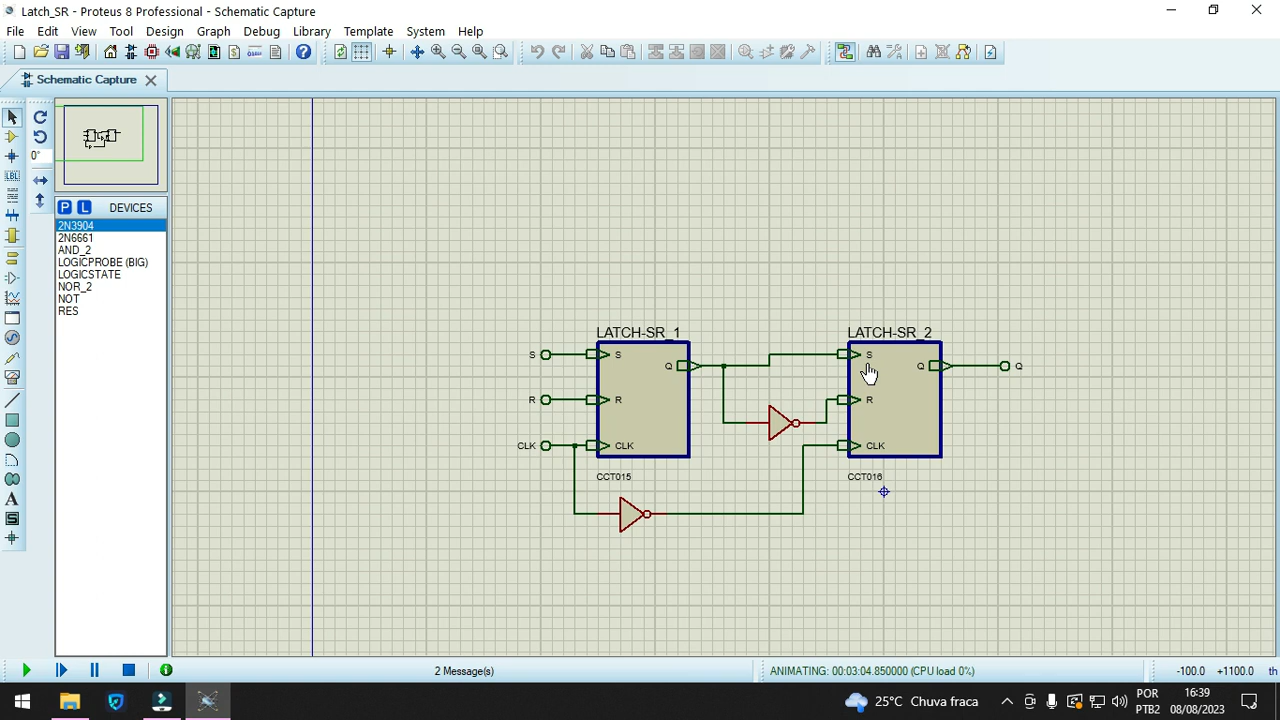 Latch_SR - Proteus 8 Professional - Schematic Capture
File Edit View Tool Design Graph Debug Library Template System Help
Schematic Capture
0°
LBL
P L DEVICES
2N3904
2N6661
AND_2
LOGICPROBE (BIG)
LOGICSTATE
NOR_2
NOT
RES
A
LATCH-SR_1 LATCH-SR_2
S S S
Q Q Q
R R R
CLK CLK CLK
CCT015 CCT016
2 Message(s) ANIMATING: 00:03:04.850000 (CPU load 0%) -100.0 +1100.0 th
25°C Chuva fraca
POR
PTB2
16:39
08/08/2023